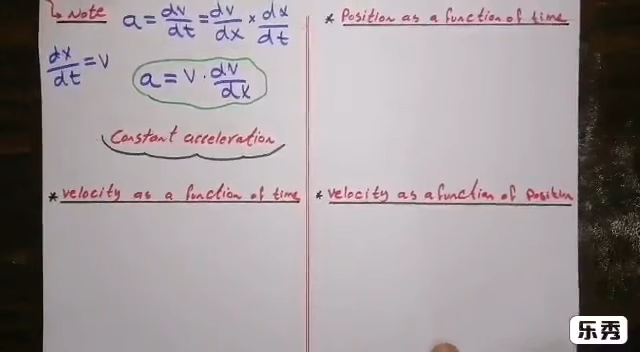 Note
a = dv/dt = dv/dx × dx/dt
dx/dt = v
a = v · dv/dx
Constant acceleration
* velocity as a function of time
* Position as a function of time
* velocity as a function of position
乐秀